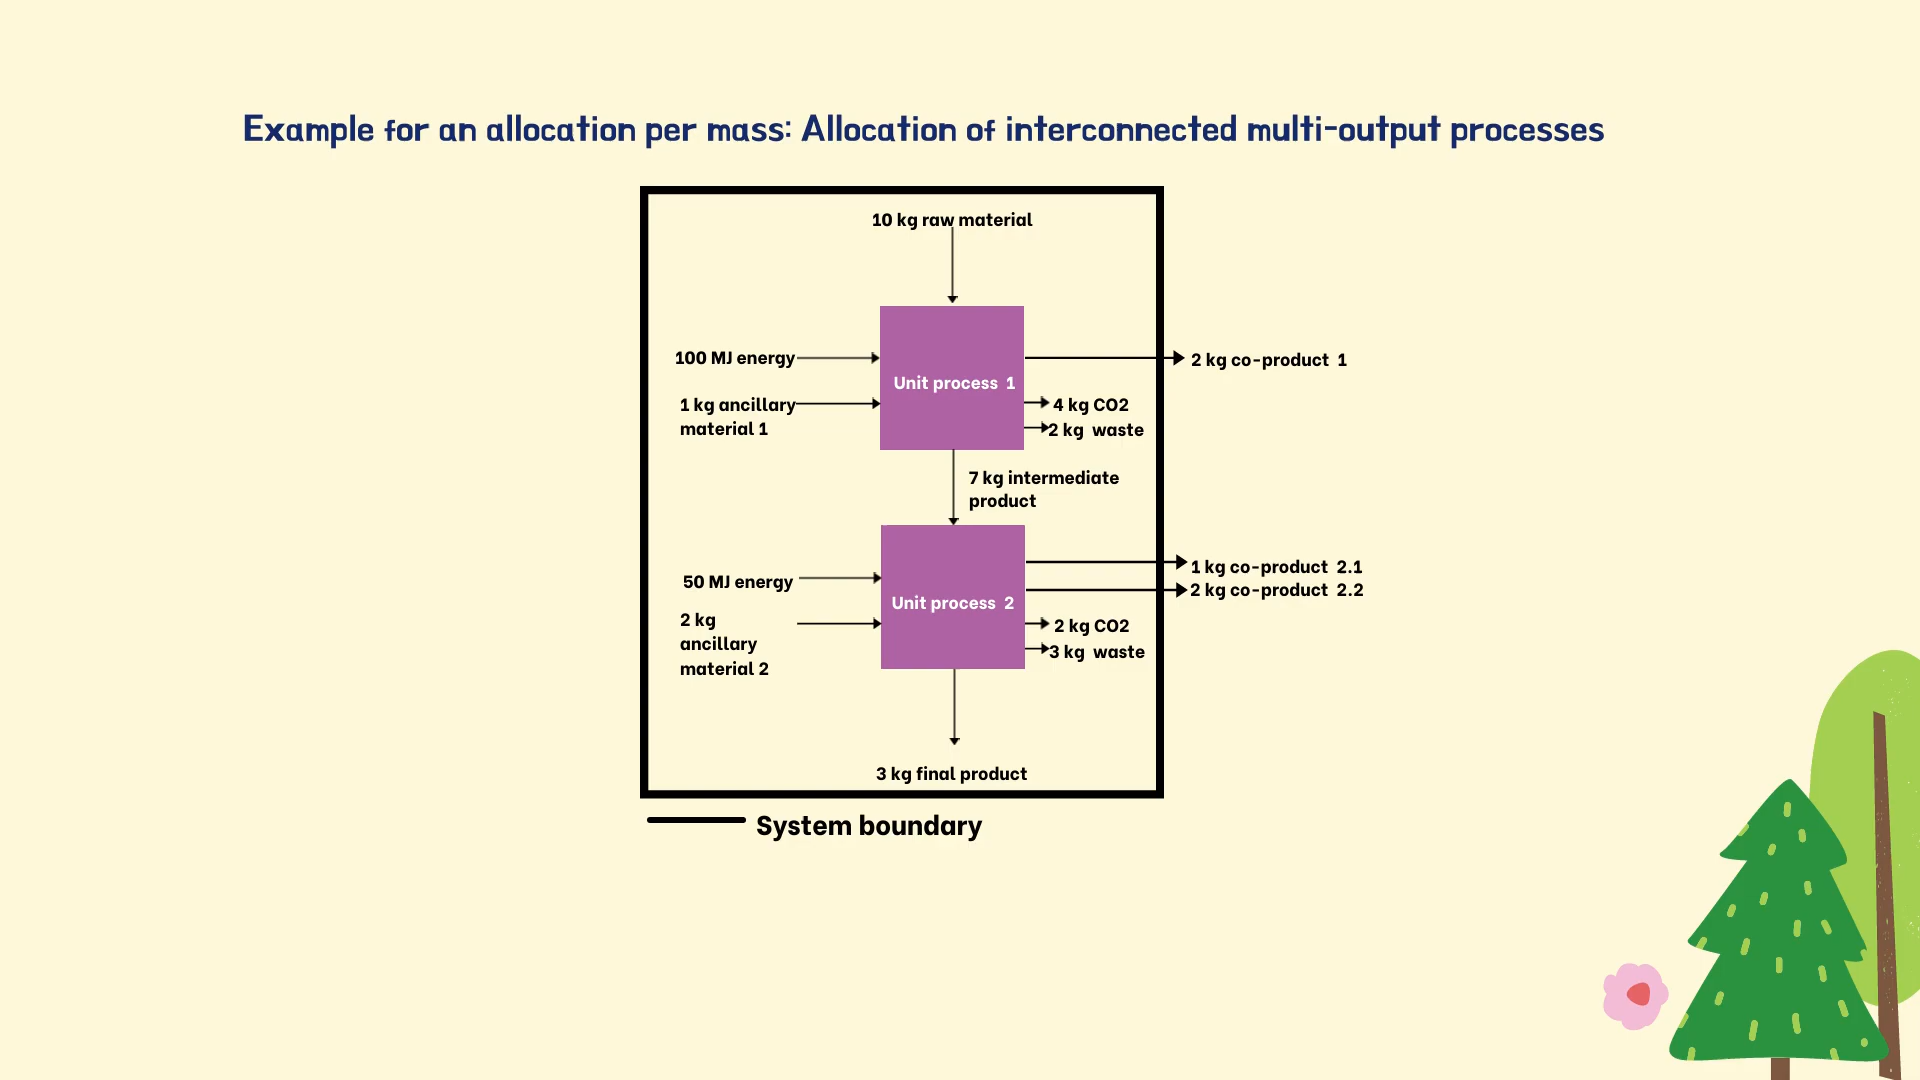 Example for an allocation per mass: Allocation of interconnected multi-output processes
10 kg raw material
100 MJ energy
1 kg ancillary
material 1
Unit process 1
2 kg co-product 1
4 kg CO2
2 kg waste
7 kg intermediate
product
50 MJ energy
2 kg
ancillary
material 2
Unit process 2
1 kg co-product 2.1
2 kg co-product 2.2
2 kg CO2
3 kg waste
3 kg final product
System boundary